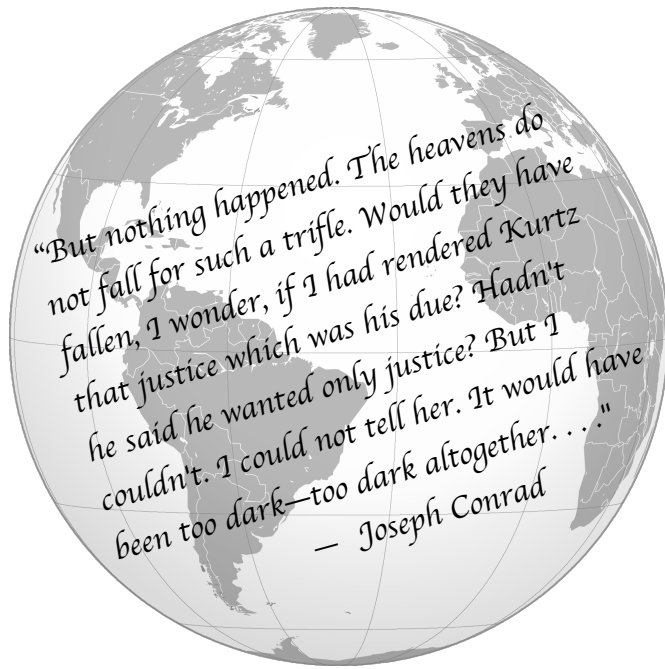 “But nothing happened. The heavens do
not fall for such a trifle. Would they have
fallen, I wonder, if I had rendered Kurtz
that justice which was his due? Hadn't
he said he wanted only justice? But I
couldn't. I could not tell her. It would have
been too dark—too dark altogether. . . ."
— Joseph Conrad